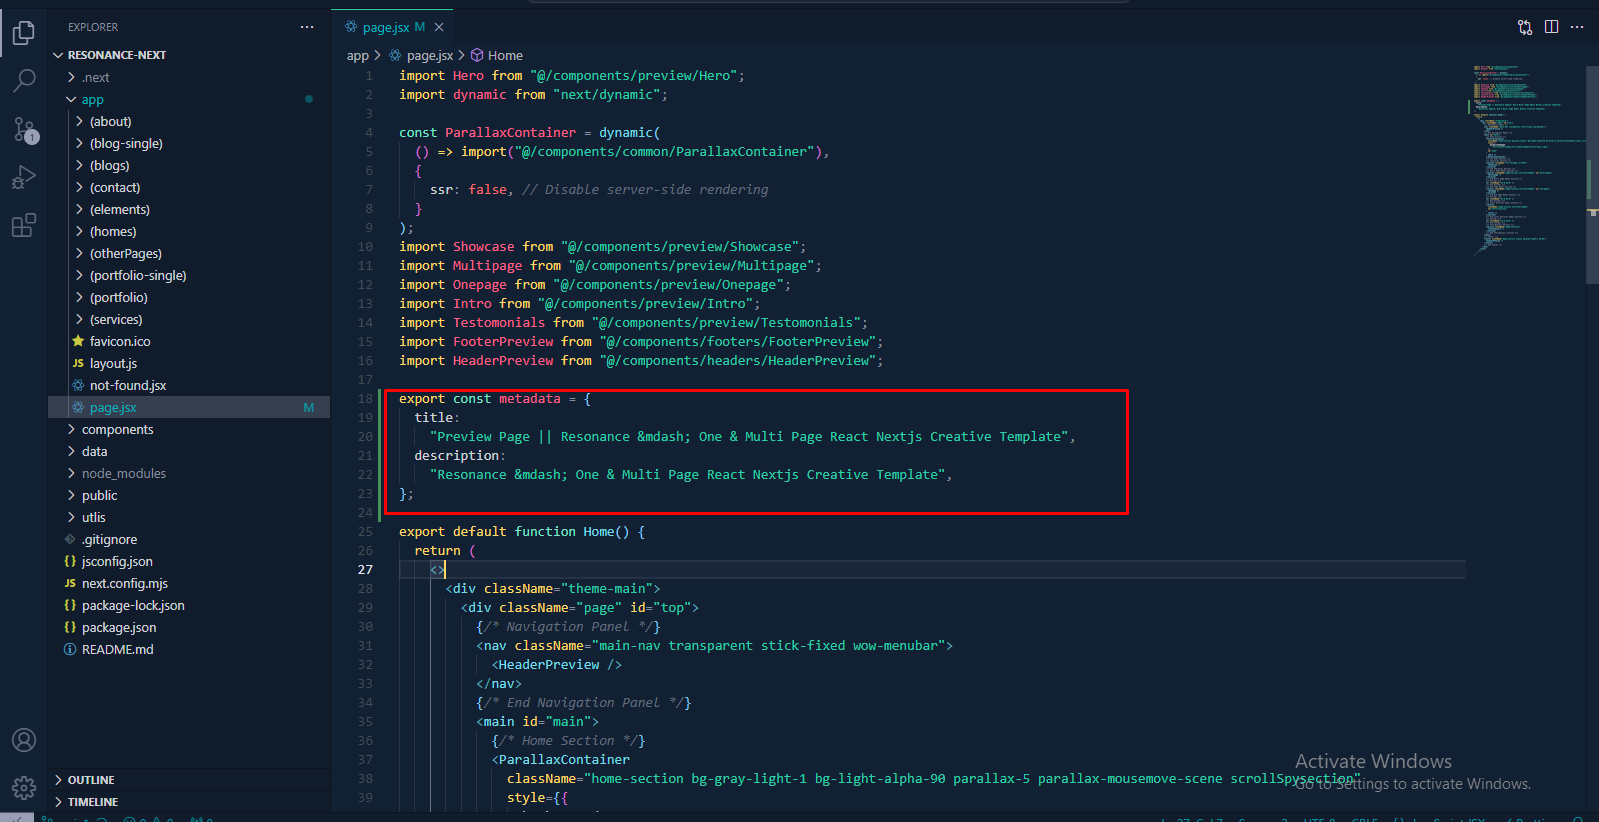 EXPLORER
RESONANCE-NEXT
.next
app
(about)
(blog-single)
(blogs)
(contact)
(elements)
(homes)
(otherPages)
(portfolio-single)
(portfolio)
(services)
favicon.ico
JS layout.js
not-found.jsx
page.jsx M
components
data
node_modules
public
utlis
.gitignore
{} jsconfig.json
JS next.config.mjs
{} package-lock.json
{} package.json
README.md
OUTLINE
TIMELINE
1
page.jsx M
app > page.jsx > Home
1 import Hero from "@/components/preview/Hero";
2 import dynamic from "next/dynamic";
3
4 const ParallaxContainer = dynamic(
5 () => import("@/components/common/ParallaxContainer"),
6 {
7 ssr: false, // Disable server-side rendering
8 }
9 );
10 import Showcase from "@/components/preview/Showcase";
11 import Multipage from "@/components/preview/Multipage";
12 import Onepage from "@/components/preview/Onepage";
13 import Intro from "@/components/preview/Intro";
14 import Testomonials from "@/components/preview/Testomonials";
15 import FooterPreview from "@/components/footers/FooterPreview";
16 import HeaderPreview from "@/components/headers/HeaderPreview";
17
18 export const metadata = {
19 title:
20 "Preview Page || Resonance &mdash; One & Multi Page React Nextjs Creative Template",
21 description:
22 "Resonance &mdash; One & Multi Page React Nextjs Creative Template",
23 };
24
25 export default function Home() {
26 return (
27 <>
28 <div className="theme-main">
29 <div className="page" id="top">
30 {/* Navigation Panel */}
31 <nav className="main-nav transparent stick-fixed wow-menubar">
32 <HeaderPreview />
33 </nav>
34 {/* End Navigation Panel */}
35 <main id="main">
36 {/* Home Section */}
37 <ParallaxContainer
38 className="home-section bg-gray-light-1 bg-light-alpha-90 parallax-5 parallax-mousemove-scene scrollSpysection"
39 style={{
Activate Windows
Go to Settings to activate Windows.